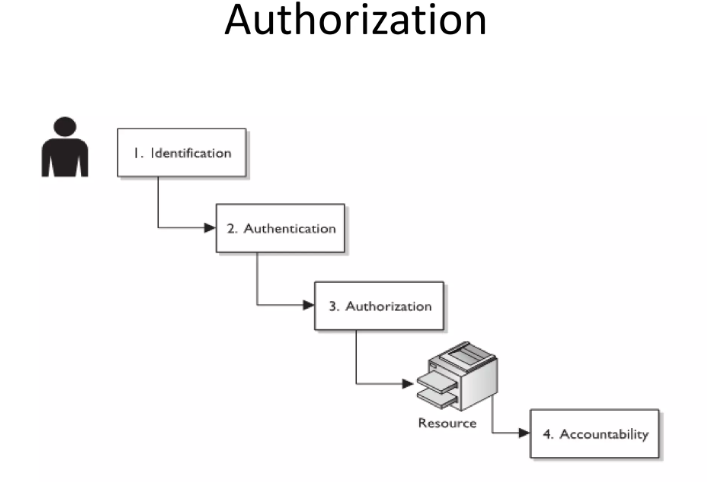 Authorization
1. Identification
2. Authentication
3. Authorization
Resource
4. Accountability